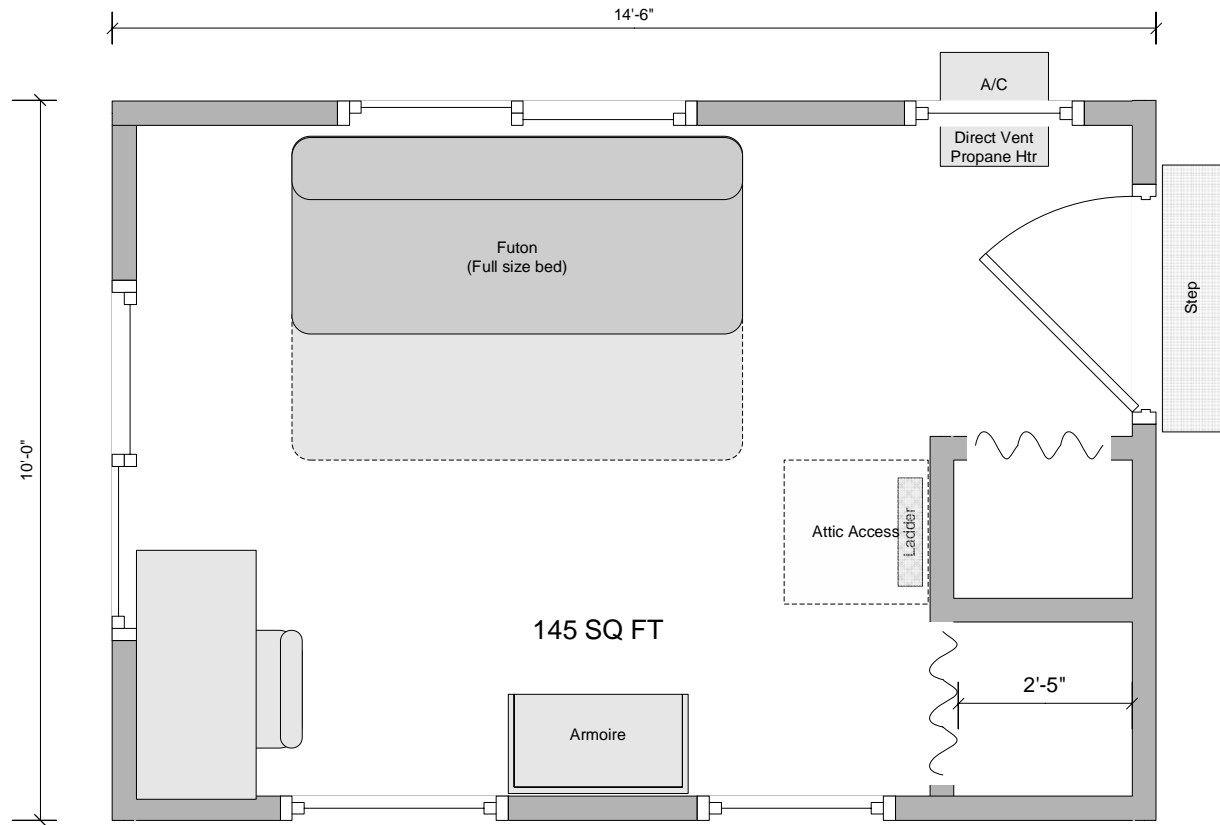 14'-6"
A/C
Direct Vent
Propane Htr
Futon
(Full size bed)
Step
10'-0"
Attic Access
Ladder
145 SQ FT
2'-5"
Armoire